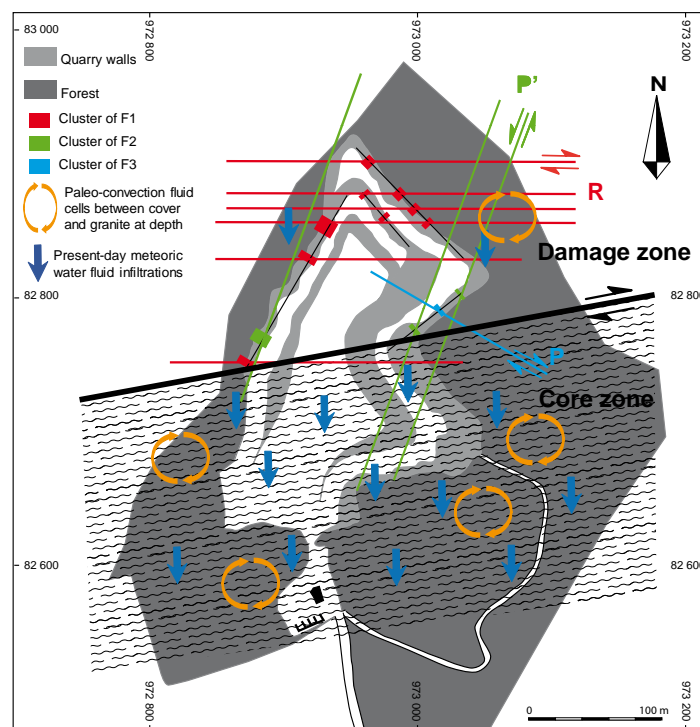 972 800
973 000
973 200
83 000
Quarry walls
Forest
Cluster of F1
Cluster of F2
Cluster of F3
Paleo-convection fluid
cells between cover
and granite at depth
Present-day meteoric
water fluid infiltrations
P'
N
R
Damage zone
82 800
82 800
P
Core zone
82 600
82 600
0
100 m
972 800
973 000
973 200